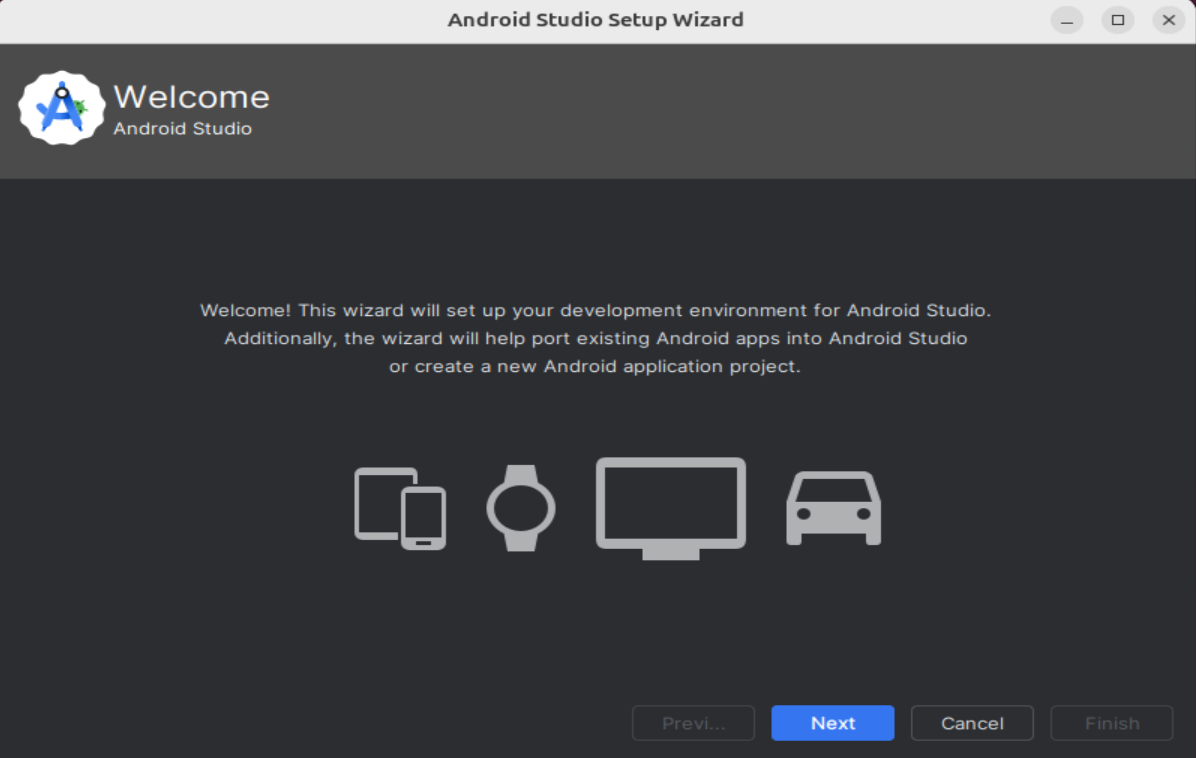 Android Studio Setup Wizard
Welcome
Android Studio
Welcome! This wizard will set up your development environment for Android Studio.
Additionally, the wizard will help port existing Android apps into Android Studio
or create a new Android application project.
Previ...
Next
Cancel
Finish